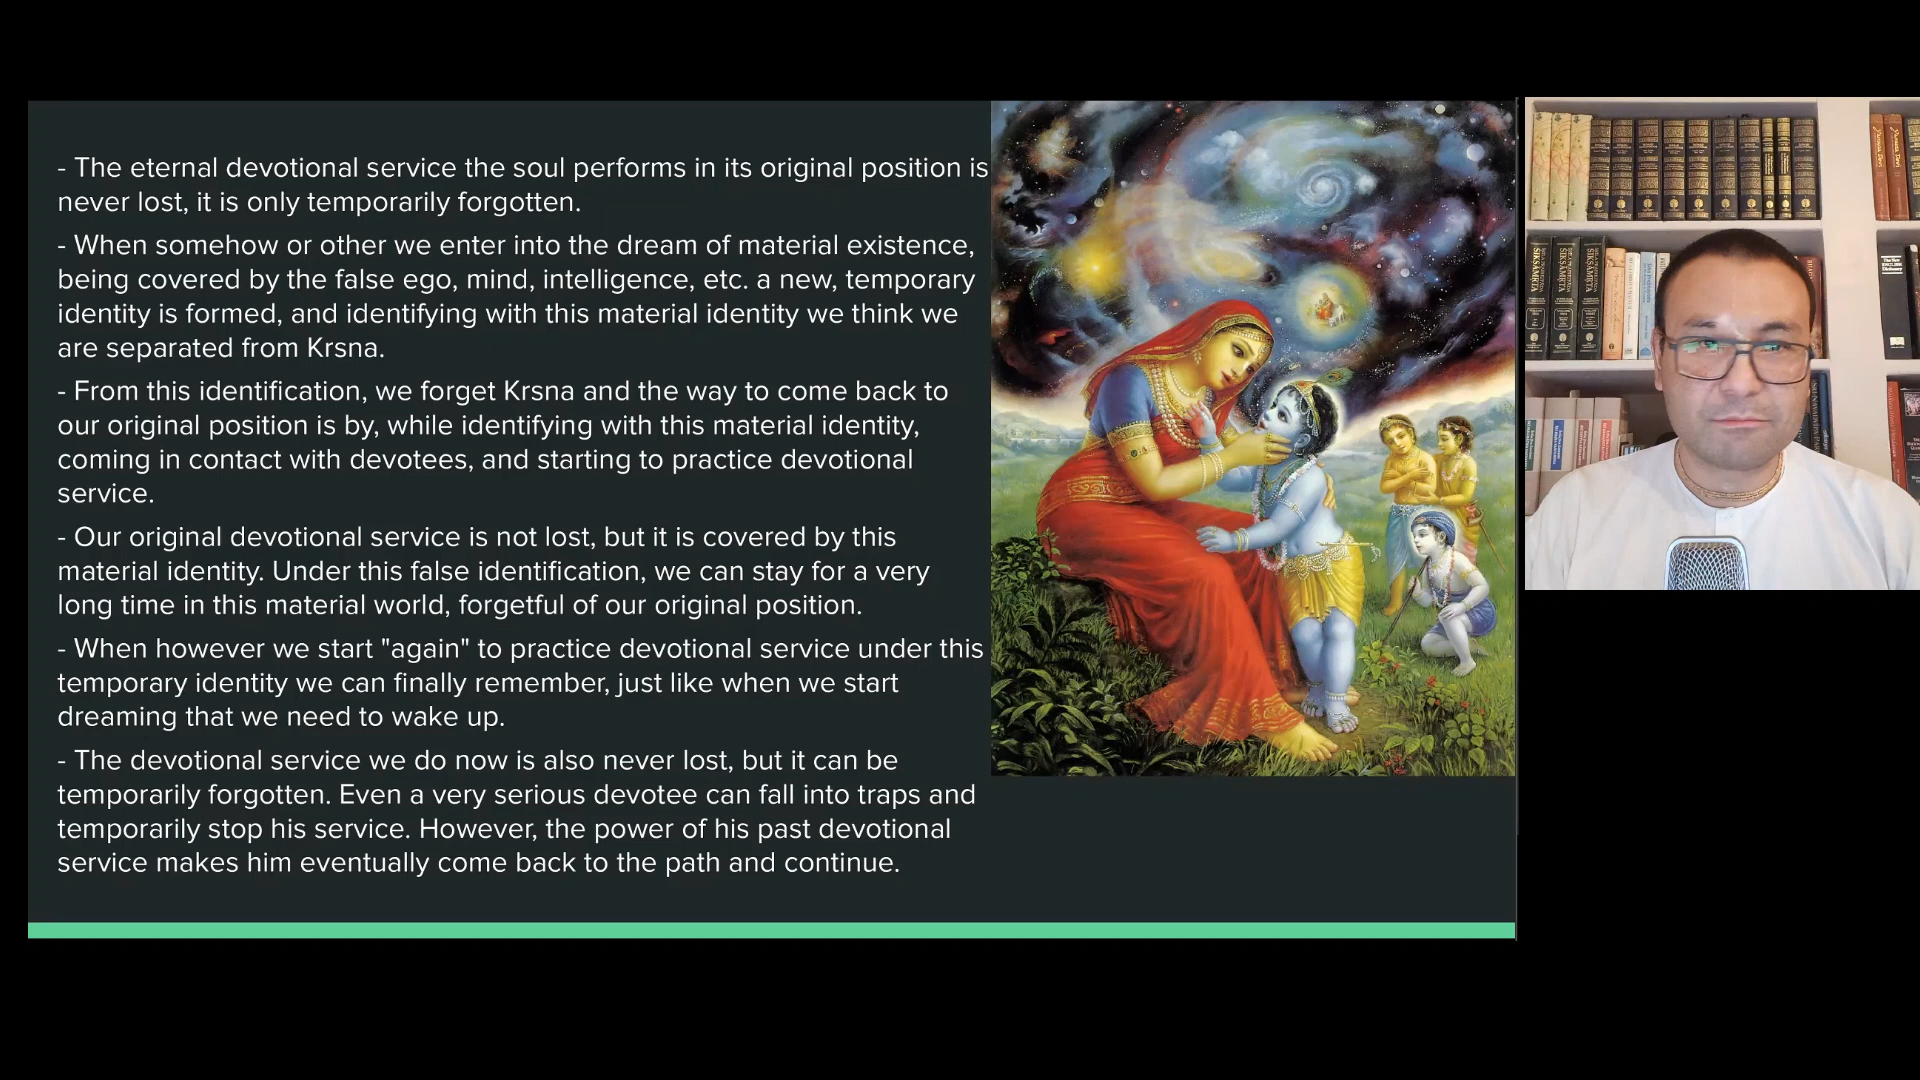 - The eternal devotional service the soul performs in its original position is
never lost, it is only temporarily forgotten.
- When somehow or other we enter into the dream of material existence,
being covered by the false ego, mind, intelligence, etc. a new, temporary
identity is formed, and identifying with this material identity we think we
are separated from Krsna.
- From this identification, we forget Krsna and the way to come back to
our original position is by, while identifying with this material identity,
coming in contact with devotees, and starting to practice devotional
service.
- Our original devotional service is not lost, but it is covered by this
material identity. Under this false identification, we can stay for a very
long time in this material world, forgetful of our original position.
- When however we start "again" to practice devotional service under this
temporary identity we can finally remember, just like when we start
dreaming that we need to wake up.
- The devotional service we do now is also never lost, but it can be
temporarily forgotten. Even a very serious devotee can fall into traps and
temporarily stop his service. However, the power of his past devotional
service makes him eventually come back to the path and continue.